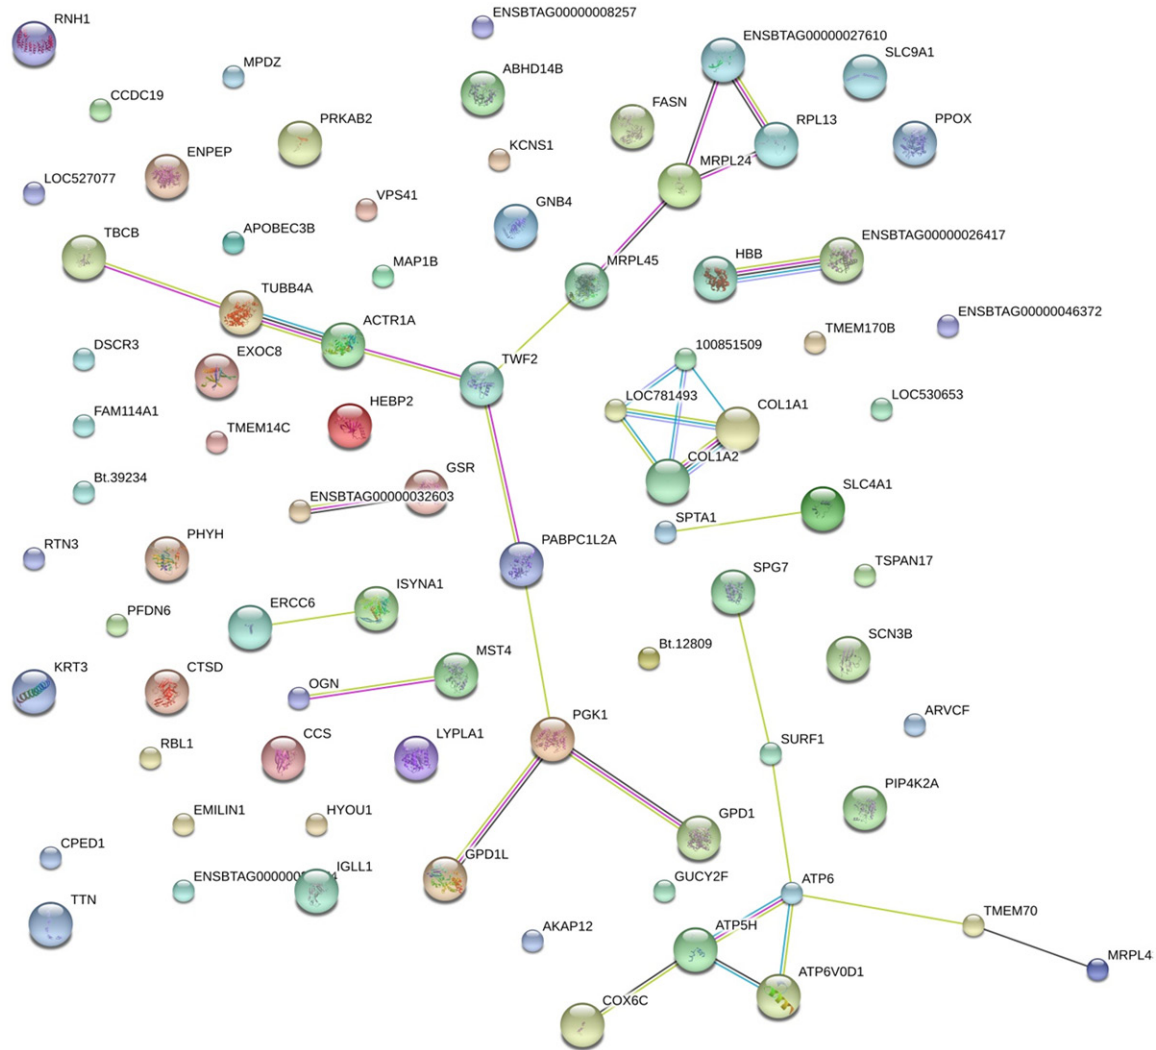 RNH1
ENSBTAG00000008257
ENSBTAG00000027610
SLC9A1
MPDZ
ABHD14B
CCDC19
FASN
PRKAB2
RPL13
PPOX
ENPEP
KCNS1
MRPL24
LOC527077
VPS41
GNB4
TBCB
APOBEC3B
ENSBTAG00000026417
HBB
MAP1B
MRPL45
TUBB4A
ACTR1A
ENSBTAG00000046372
TMEM170B
DSCR3
EXOC8
TWF2
100851509
LOC781493
LOC530653
HEBP2
COL1A1
FAM114A1
TMEM14C
COL1A2
GSR
Bt.39234
ENSBTAG00000032603
SLC4A1
SPTA1
RTN3
PHYH
PABPC1L2A
TSPAN17
SPG7
ISYNA1
PFDN6
ERCC6
SCN3B
Bt.12809
MST4
KRT3
CTSD
OGN
ARVCF
PGK1
RBL1
CCS
LYPLA1
SURF1
PIP4K2A
EMILIN1
HYOU1
GPD1
CPED1
GPD1L
IGLL1
GUCY2F
ATP6
TTN
TMEM70
AKAP12
ATP5H
MRPL4
ATP6V0D1
COX6C